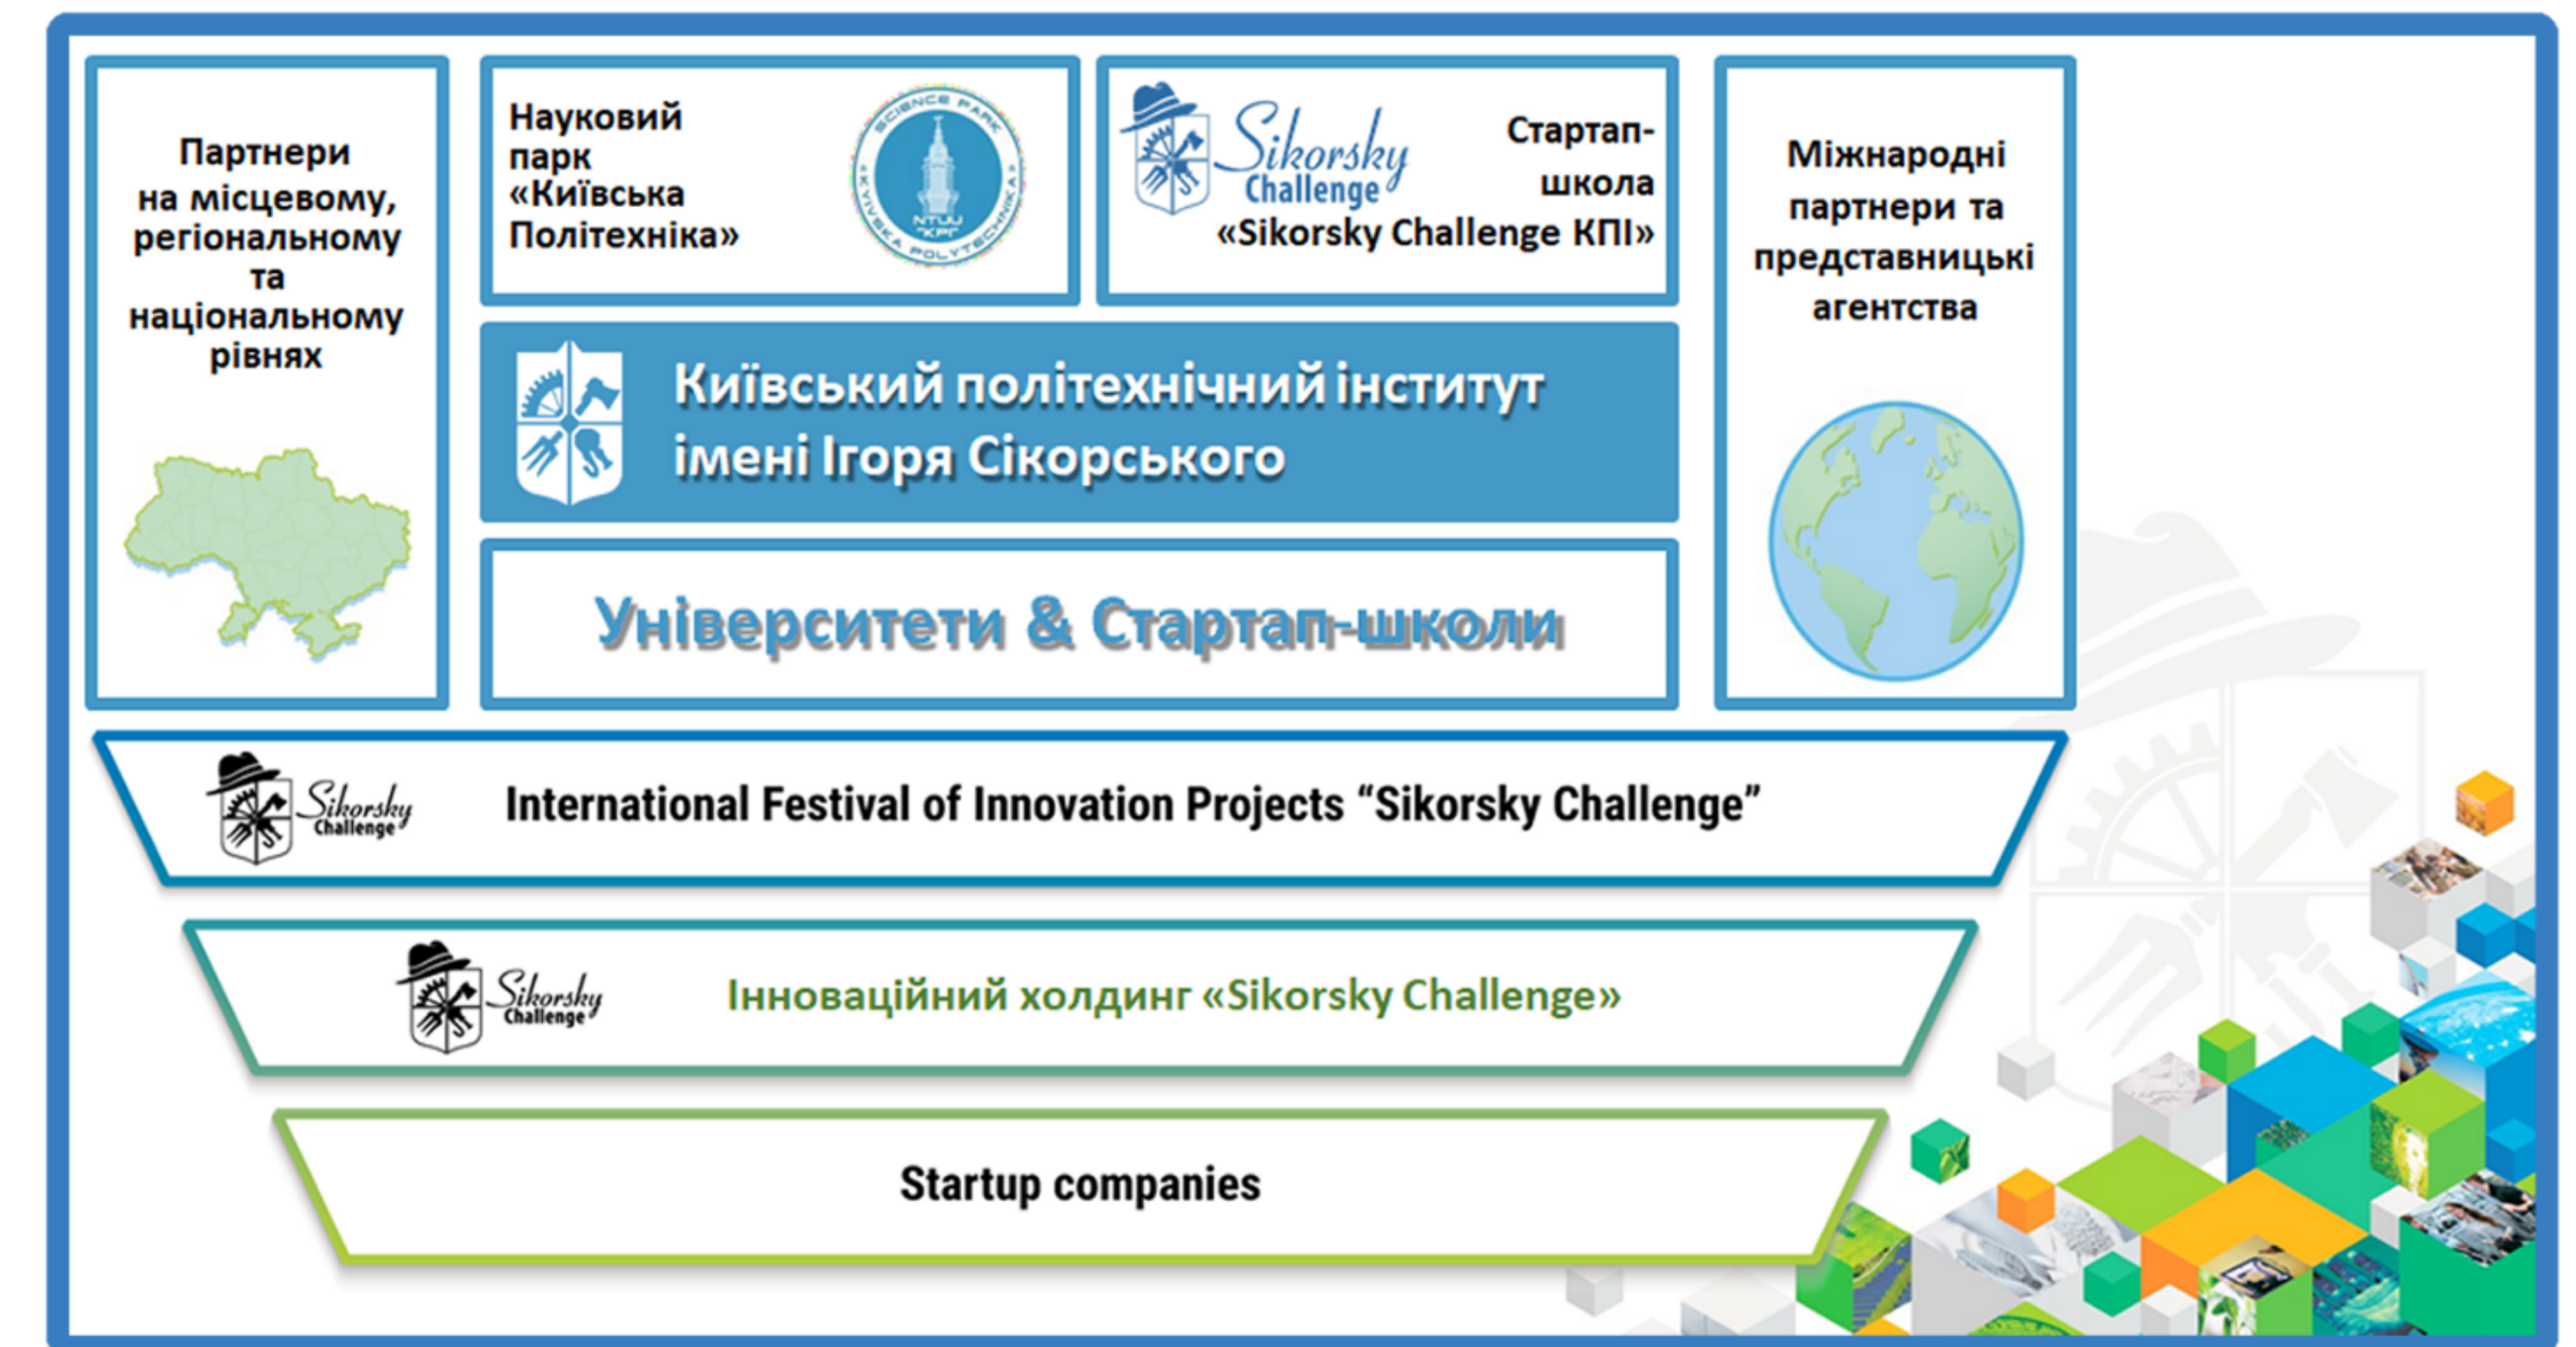 Партнери
на місцевому,
регіональному
та
національному
рівнях
Науковий
парк
«Київська
Політехніка»
SCIENCE PARK
«KYIVSKA POLYTECHNIKA»
NTUU
"KPI"
Sikorsky
Challenge
Стартап-
школа
«Sikorsky Challenge КПІ»
Міжнародні
партнери та
представницькі
агентства
Київський політехнічний інститут
імені Ігоря Сікорського
Університети & Стартап-школи
Sikorsky
Challenge
International Festival of Innovation Projects “Sikorsky Challenge”
Sikorsky
Challenge
Інноваційний холдинг «Sikorsky Challenge»
Startup companies